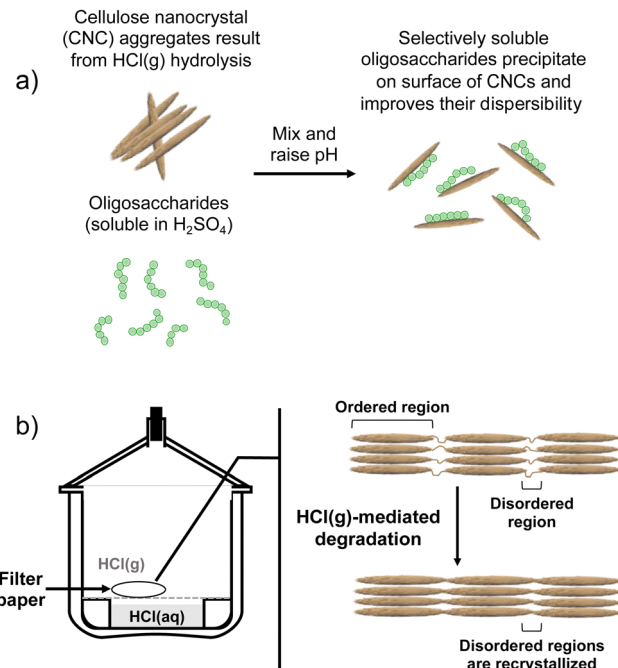 Cellulose nanocrystal
(CNC) aggregates result
from HCl(g) hydrolysis
a)
Selectively soluble
oligosaccharides precipitate
on surface of CNCs and
improves their dispersibility
Mix and
raise pH
Oligosaccharides
(soluble in H₂SO₄)
b)
HCl(g)
Filter
paper
HCl(aq)
Ordered region
Disordered
region
HCl(g)-mediated
degradation
Disordered regions
are recrystallized